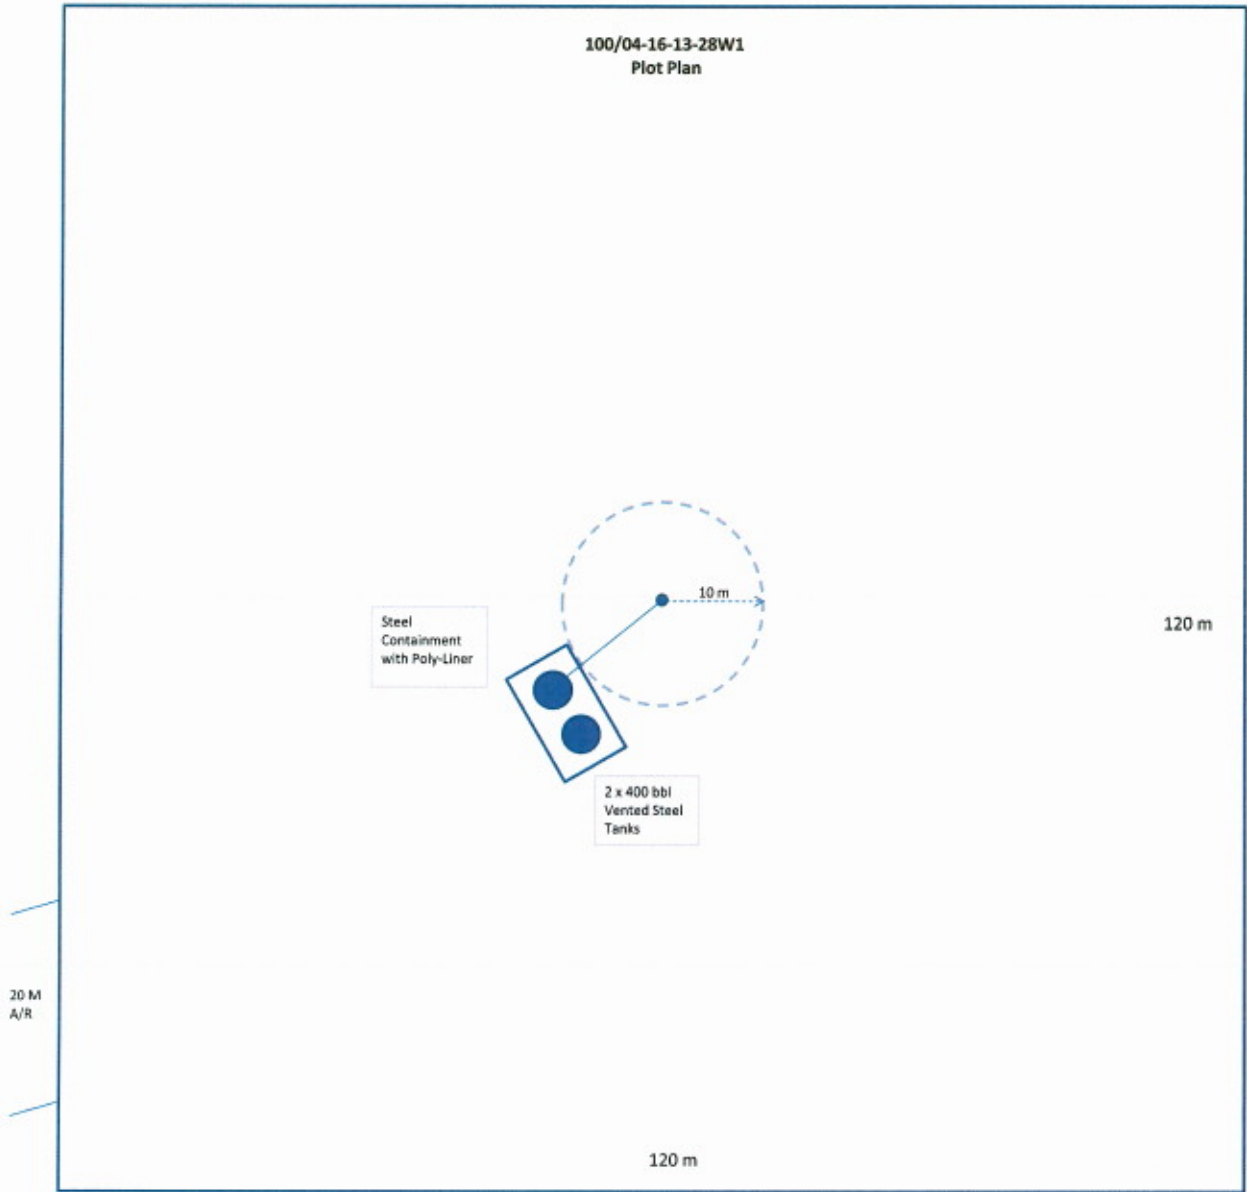 100/04-16-13-28W1
Plot Plan
10 m
Steel
Containment
with Poly-Liner
120 m
2 x 400 bbl
Vented Steel
Tanks
20 M
A/R
120 m